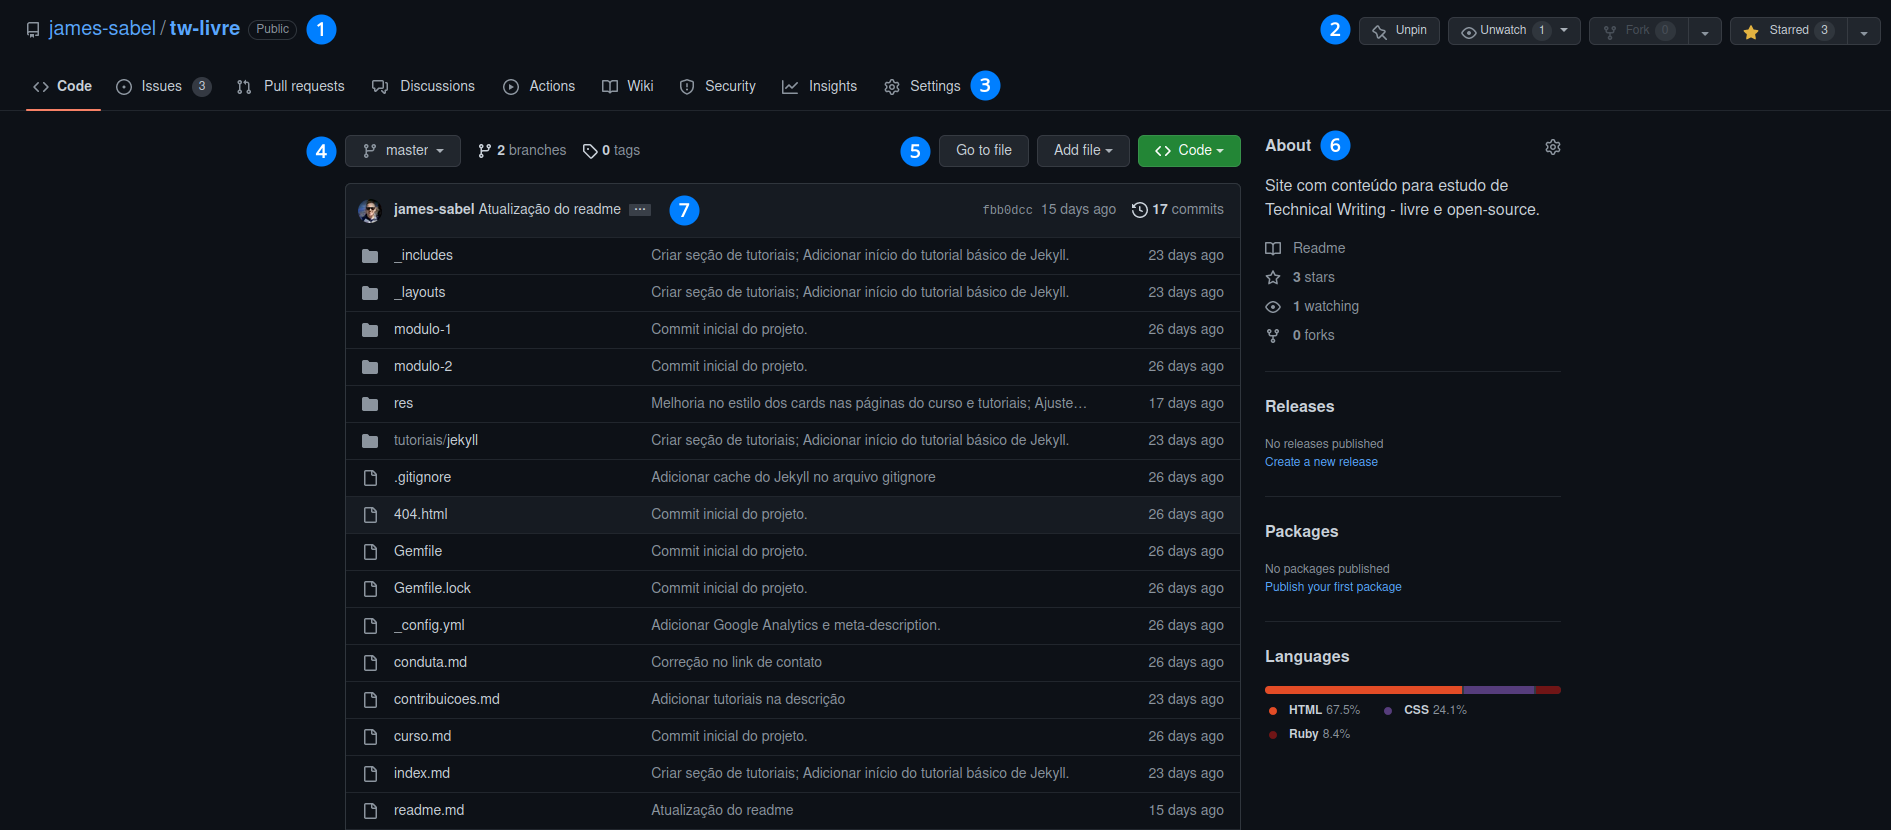 james-sabel / tw-livre Public 1
2 Unpin Unwatch 1 Fork 0 Starred 3
Code Issues 3 Pull requests Discussions Actions Wiki Security Insights Settings 3
4 master 2 branches 0 tags 5 Go to file Add file Code
james-sabel Atualização do readme ... 7 fbb0dcc 15 days ago 17 commits
_includes Criar seção de tutoriais; Adicionar início do tutorial básico de Jekyll. 23 days ago
_layouts Criar seção de tutoriais; Adicionar início do tutorial básico de Jekyll. 23 days ago
modulo-1 Commit inicial do projeto. 26 days ago
modulo-2 Commit inicial do projeto. 26 days ago
res Melhoria no estilo dos cards nas páginas do curso e tutoriais; Ajuste… 17 days ago
tutoriais/jekyll Criar seção de tutoriais; Adicionar início do tutorial básico de Jekyll. 23 days ago
.gitignore Adicionar cache do Jekyll no arquivo gitignore 26 days ago
404.html Commit inicial do projeto. 26 days ago
Gemfile Commit inicial do projeto. 26 days ago
Gemfile.lock Commit inicial do projeto. 26 days ago
_config.yml Adicionar Google Analytics e meta-description. 26 days ago
conduta.md Correção no link de contato 26 days ago
contribuicoes.md Adicionar tutoriais na descrição 23 days ago
curso.md Commit inicial do projeto. 26 days ago
index.md Criar seção de tutoriais; Adicionar início do tutorial básico de Jekyll. 23 days ago
readme.md Atualização do readme 15 days ago
About 6
Site com conteúdo para estudo de
Technical Writing - livre e open-source.
Readme
3 stars
1 watching
0 forks
Releases
No releases published
Create a new release
Packages
No packages published
Publish your first package
Languages
HTML 67.5% CSS 24.1%
Ruby 8.4%